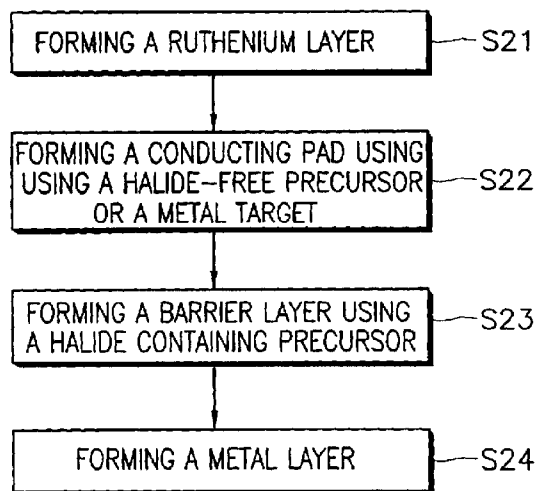 FORMING A RUTHENIUM LAYER
S21
FORMING A CONDUCTING PAD USING
USING A HALIDE-FREE PRECURSOR
OR A METAL TARGET
S22
FORMING A BARRIER LAYER USING
A HALIDE CONTAINING PRECURSOR
S23
FORMING A METAL LAYER
S24